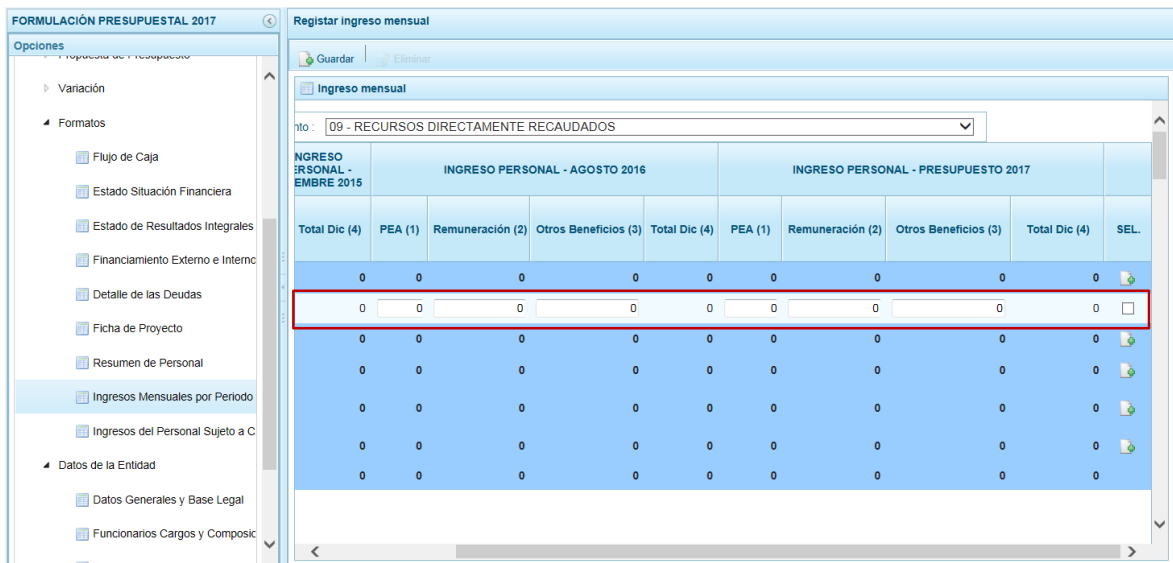 FORMULACIÓN PRESUPUESTAL 2017
Opciones
Propuesta de Presupuesto
Variación
Formatos
Flujo de Caja
Estado Situación Financiera
Estado de Resultados Integrales
Financiamiento Externo e Interno
Detalle de las Deudas
Ficha de Proyecto
Resumen de Personal
Ingresos Mensuales por Periodo
Ingresos del Personal Sujeto a C
Datos de la Entidad
Datos Generales y Base Legal
Funcionarios Cargos y Composic
Registar ingreso mensual
Guardar Eliminar
Ingreso mensual
nto : 09 - RECURSOS DIRECTAMENTE RECAUDADOS
NGRESO
ERSONAL - INGRESO PERSONAL - AGOSTO 2016 INGRESO PERSONAL - PRESUPUESTO 2017
EMBRE 2015
Total Dic (4) PEA (1) Remuneración (2) Otros Beneficios (3) Total Dic (4) PEA (1) Remuneración (2) Otros Beneficios (3) Total Dic (4) SEL.
0 0 0 0 0 0 0 0 0
0 0 0 0 0 0 0 0 0
0 0 0 0 0 0 0 0 0
0 0 0 0 0 0 0 0 0
0 0 0 0 0 0 0 0 0
0 0 0 0 0 0 0 0 0
0 0 0 0 0 0 0 0 0